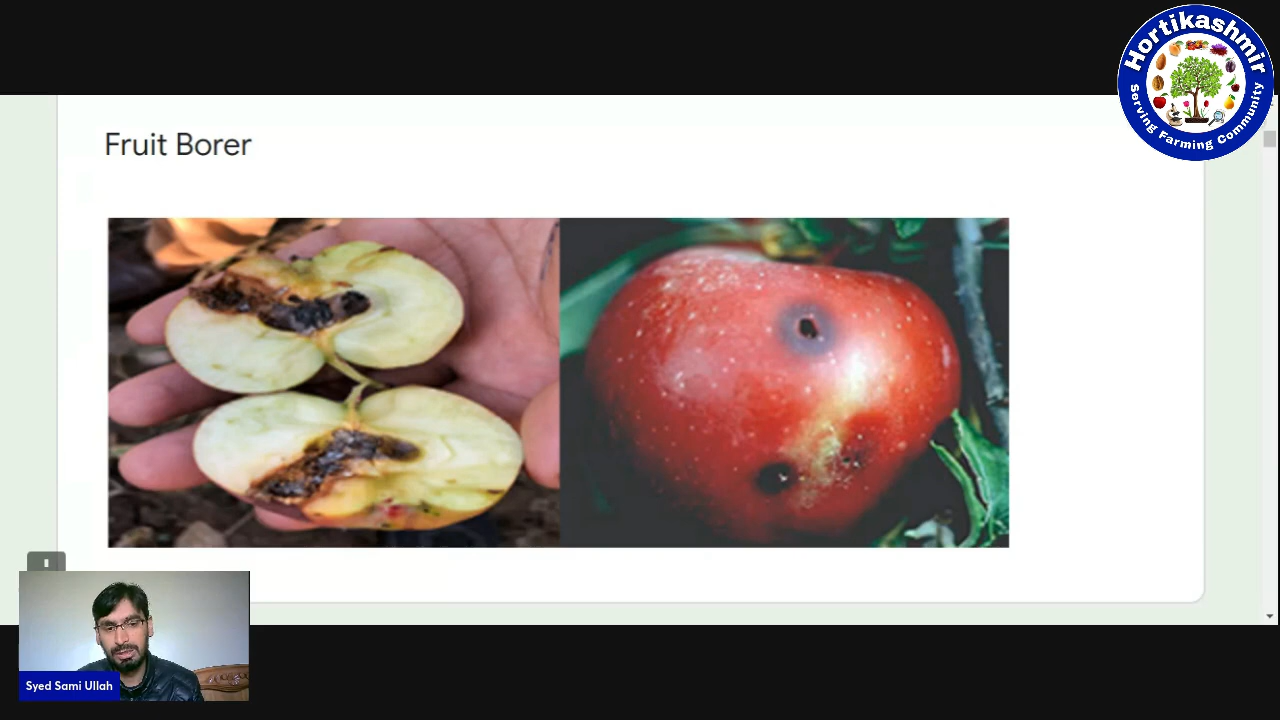 Hortikashmir
Serving Farming Community
Fruit Borer
Syed Sami Ullah